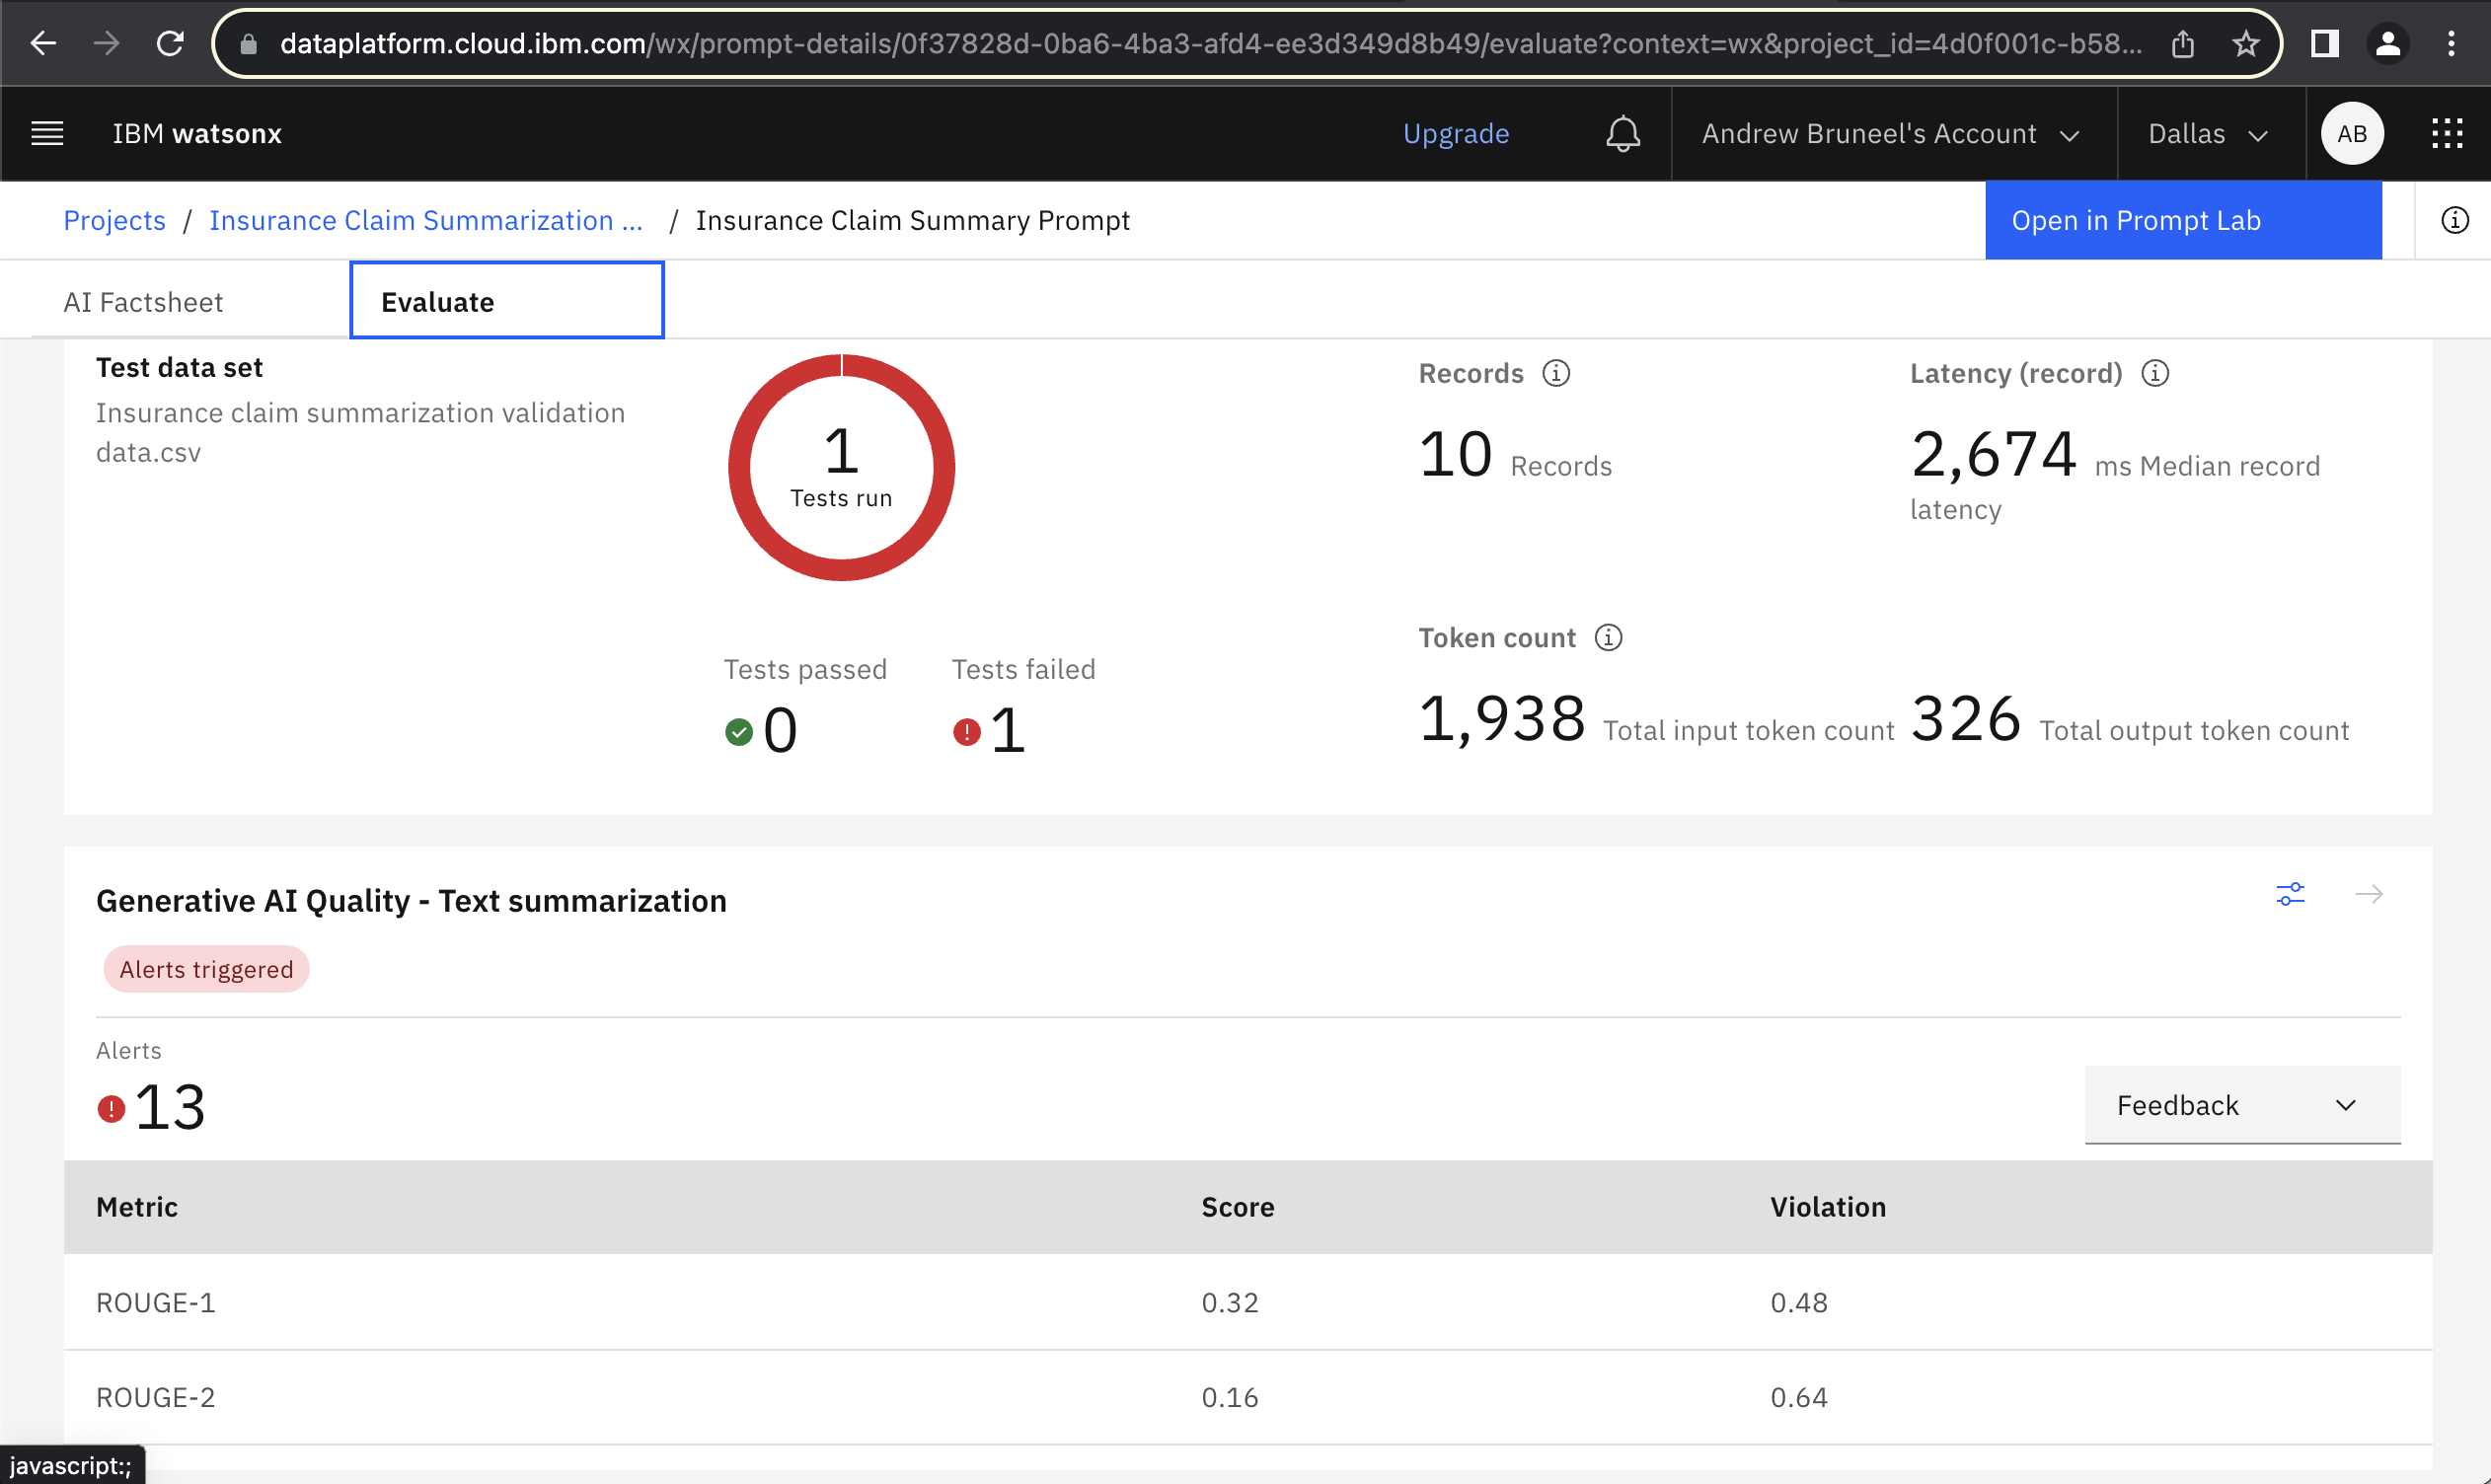 dataplatform.cloud.ibm.com/wx/prompt-details/0f37828d-0ba6-4ba3-afd4-ee3d349d8b49/evaluate?context=wx&project_id=4d0f001c-b58...
IBM watsonx
Upgrade
Andrew Bruneel's Account
Dallas
AB
Projects / Insurance Claim Summarization ... / Insurance Claim Summary Prompt
Open in Prompt Lab
AI Factsheet
Evaluate
Test data set
Insurance claim summarization validation
data.csv
1
Tests run
Tests passed
0
Tests failed
1
Records
10 Records
Latency (record)
2,674 ms Median record
latency
Token count
1,938 Total input token count
326 Total output token count
Generative AI Quality - Text summarization
Alerts triggered
Alerts
13
Feedback
Metric Score Violation
ROUGE-1 0.32 0.48
ROUGE-2 0.16 0.64
javascript:;